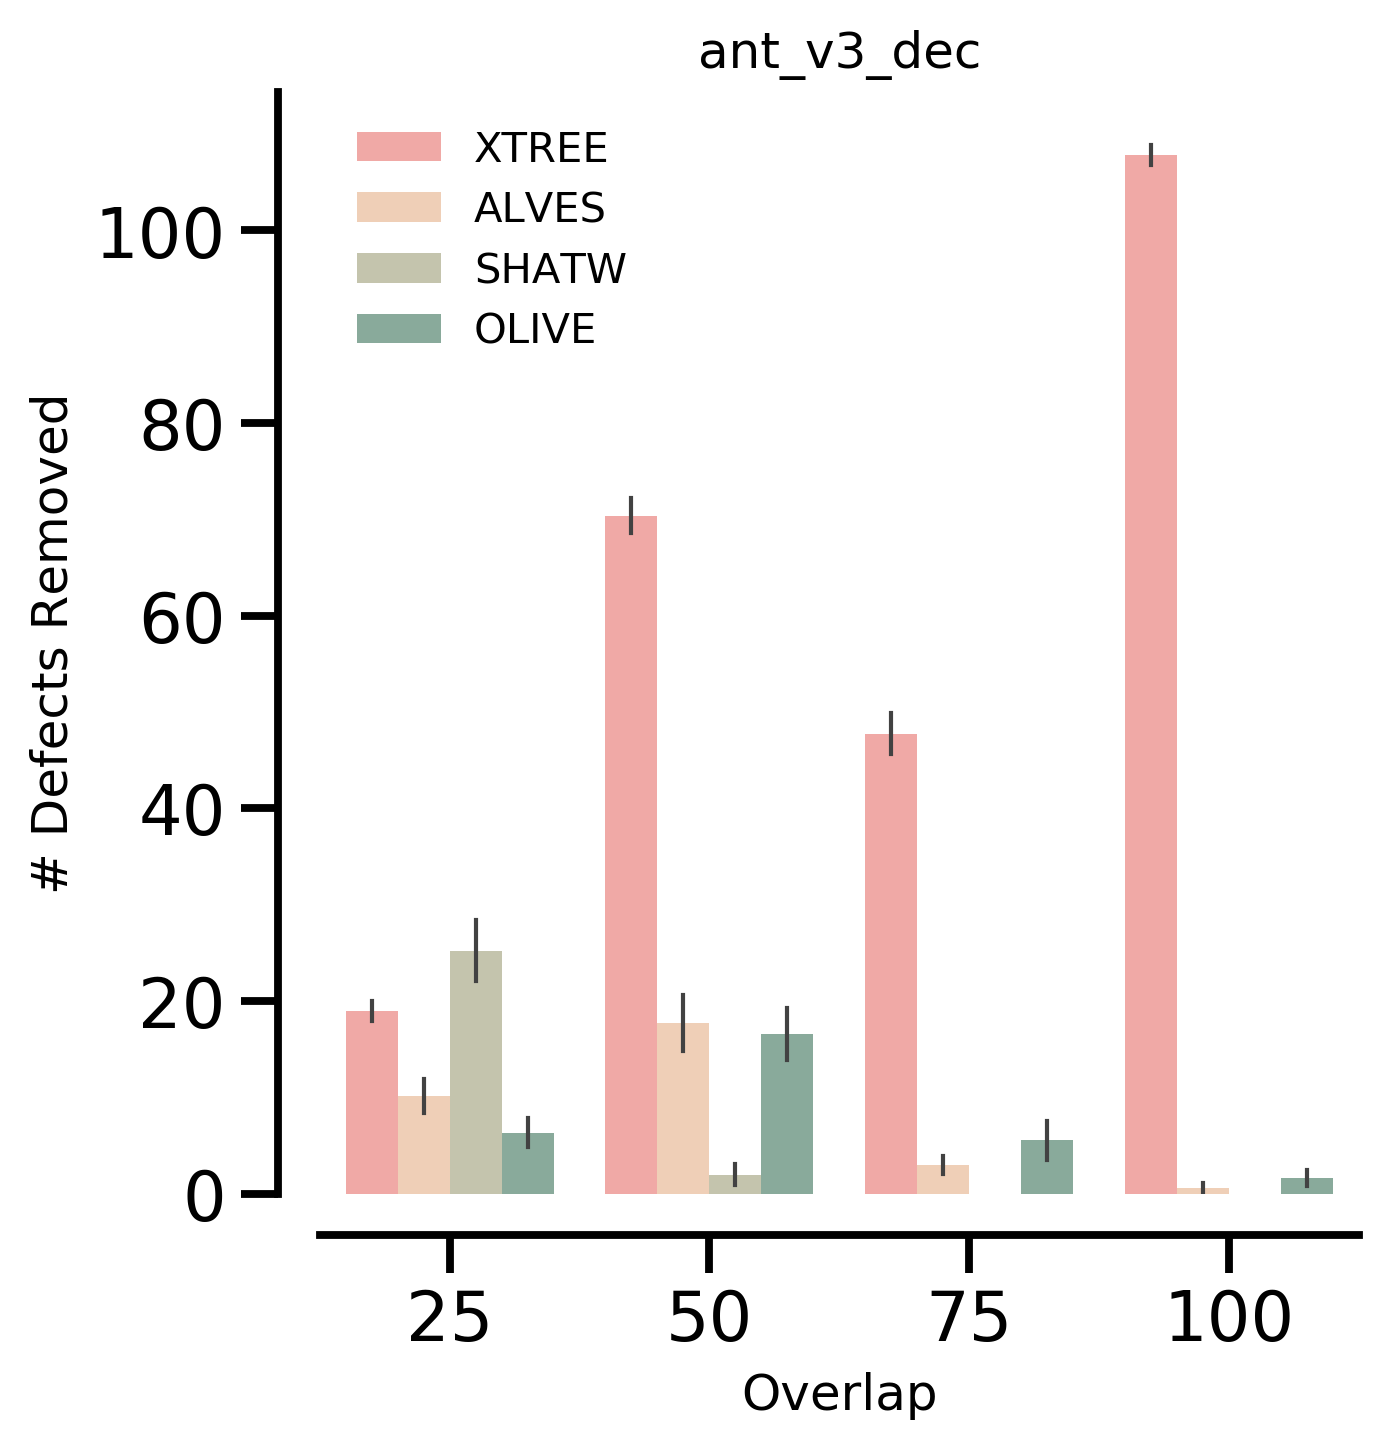 ant_v3_dec
XTREE
ALVES
SHATW
OLIVE
# Defects Removed
100
80
60
40
20
0
25 50 75 100
Overlap